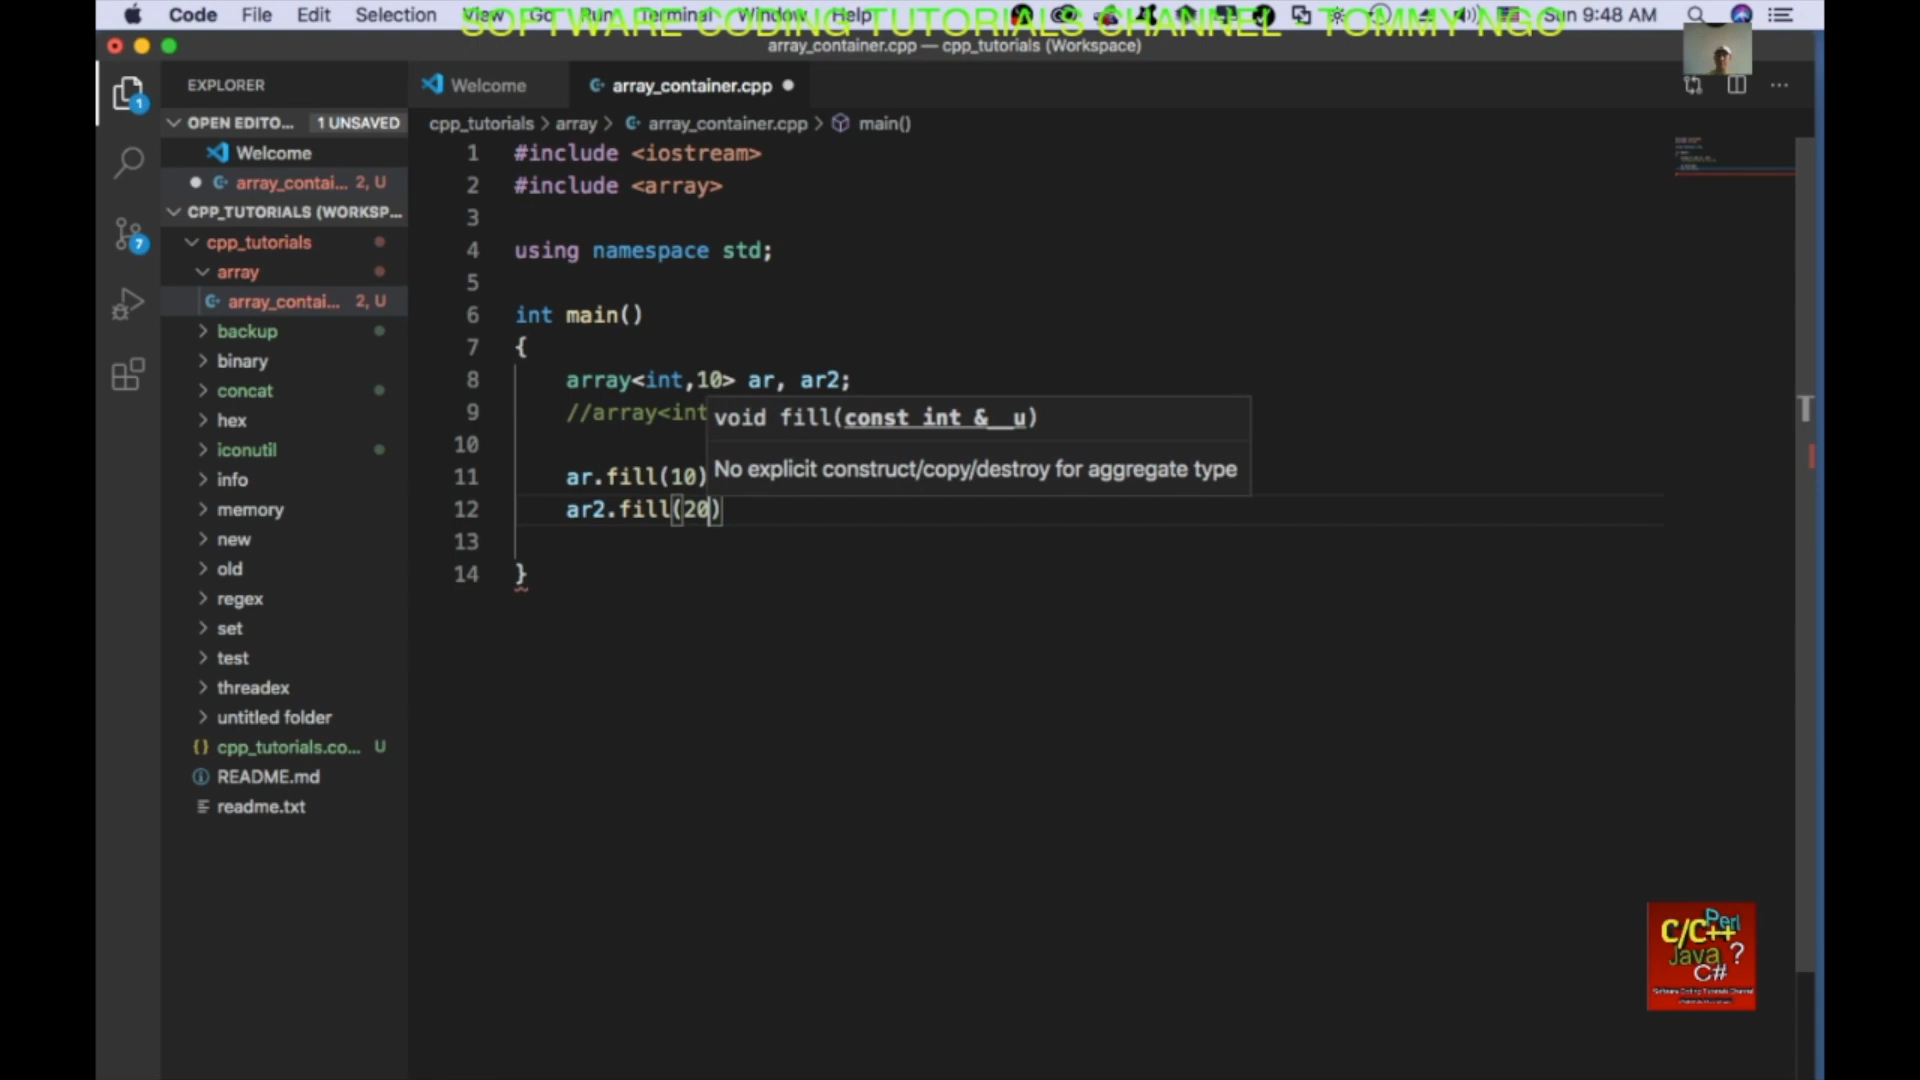 Code File Edit Selection View Go Run Terminal Window Help Sun 9:48 AM
SOFTWARE CODING TUTORIALS CHANNEL - TOMMY NGO
array_container.cpp — cpp_tutorials (Workspace)
EXPLORER
Welcome
array_container.cpp
OPEN EDITO... 1 UNSAVED
Welcome
array_contai... 2, U
CPP_TUTORIALS (WORKSP...
cpp_tutorials
array
array_contai... 2, U
backup
binary
concat
hex
iconutil
info
memory
new
old
regex
set
test
threadex
untitled folder
{} cpp_tutorials.co... U
README.md
readme.txt
1
7
cpp_tutorials > array > array_container.cpp > main()
1 #include <iostream>
2 #include <array>
3
4 using namespace std;
5
6 int main()
7 {
8 array<int,10> ar, ar2;
9 //array<int
10
11 ar.fill(10)
12 ar2.fill(20)
13
14 }
void fill(const int &__u)
No explicit construct/copy/destroy for aggregate type
C/C++
Perl
Java
?
C#
Software Coding Tutorials Channel